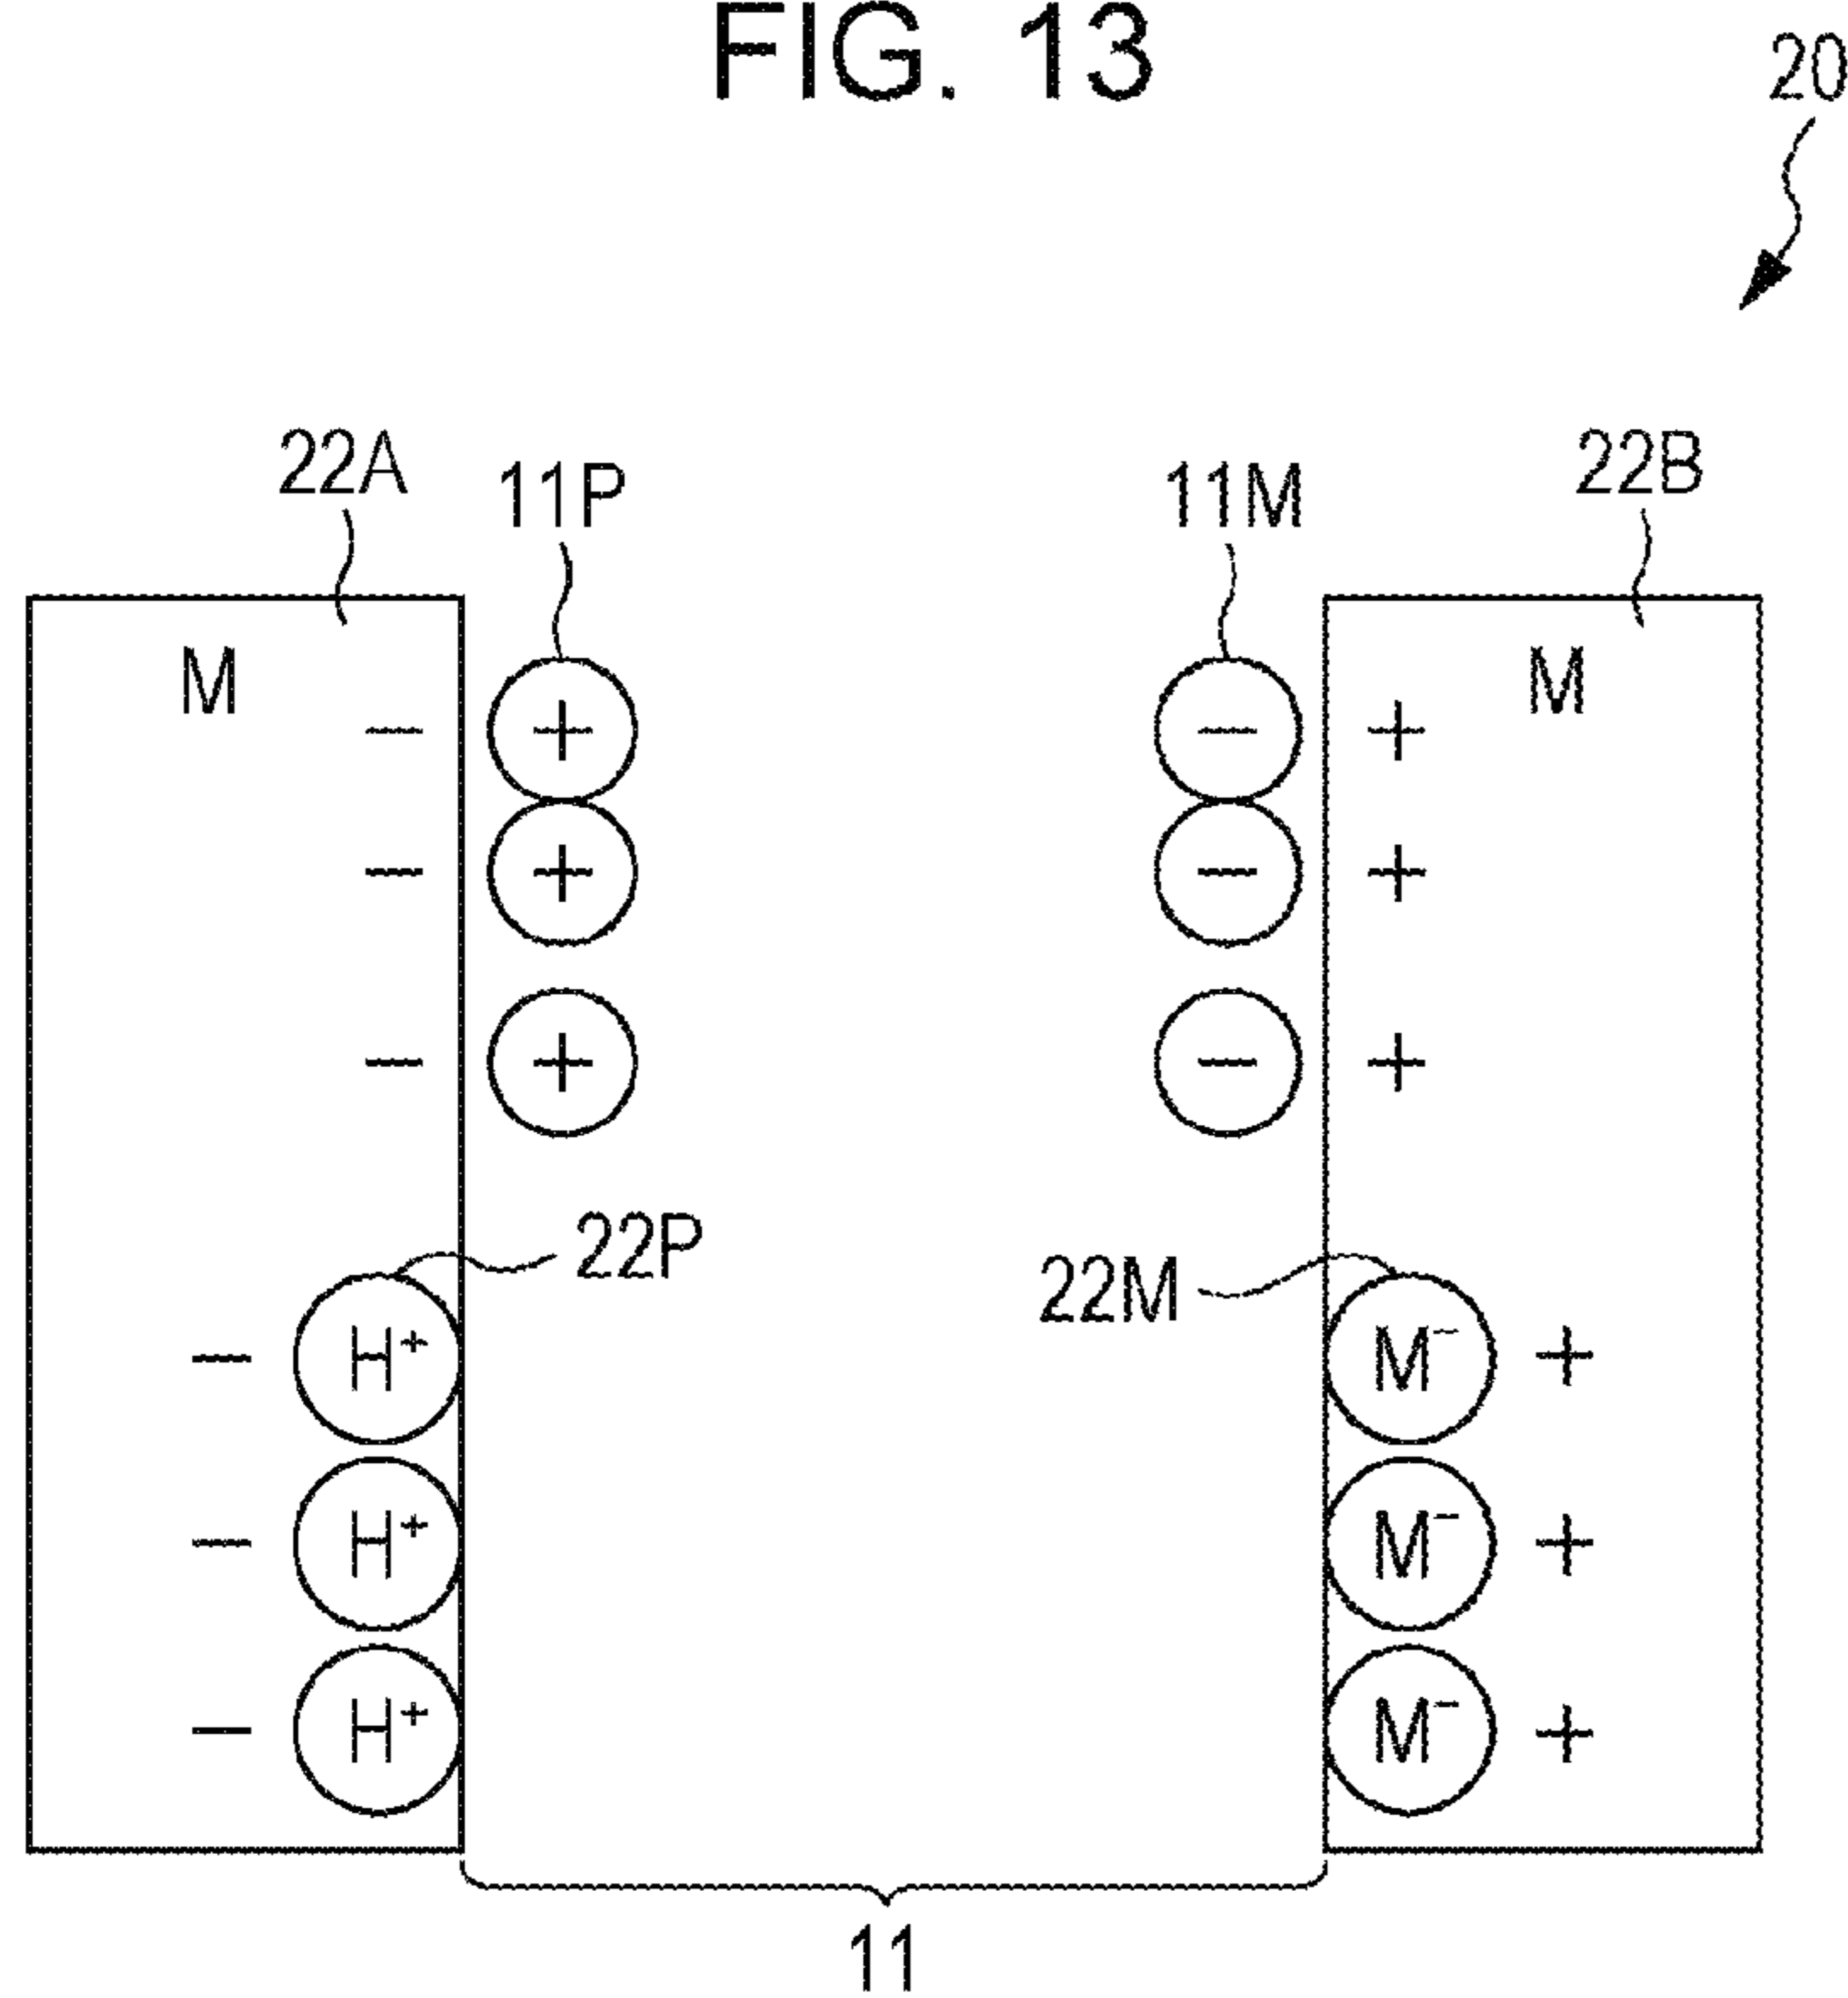 FIG. 13
20
22A 11P 11M 22B
M M
− + − +
− + − +
− + − +
22P 22M
− H⁺ M⁻ +
− H⁺ M⁻ +
− H⁺ M⁻ +
11